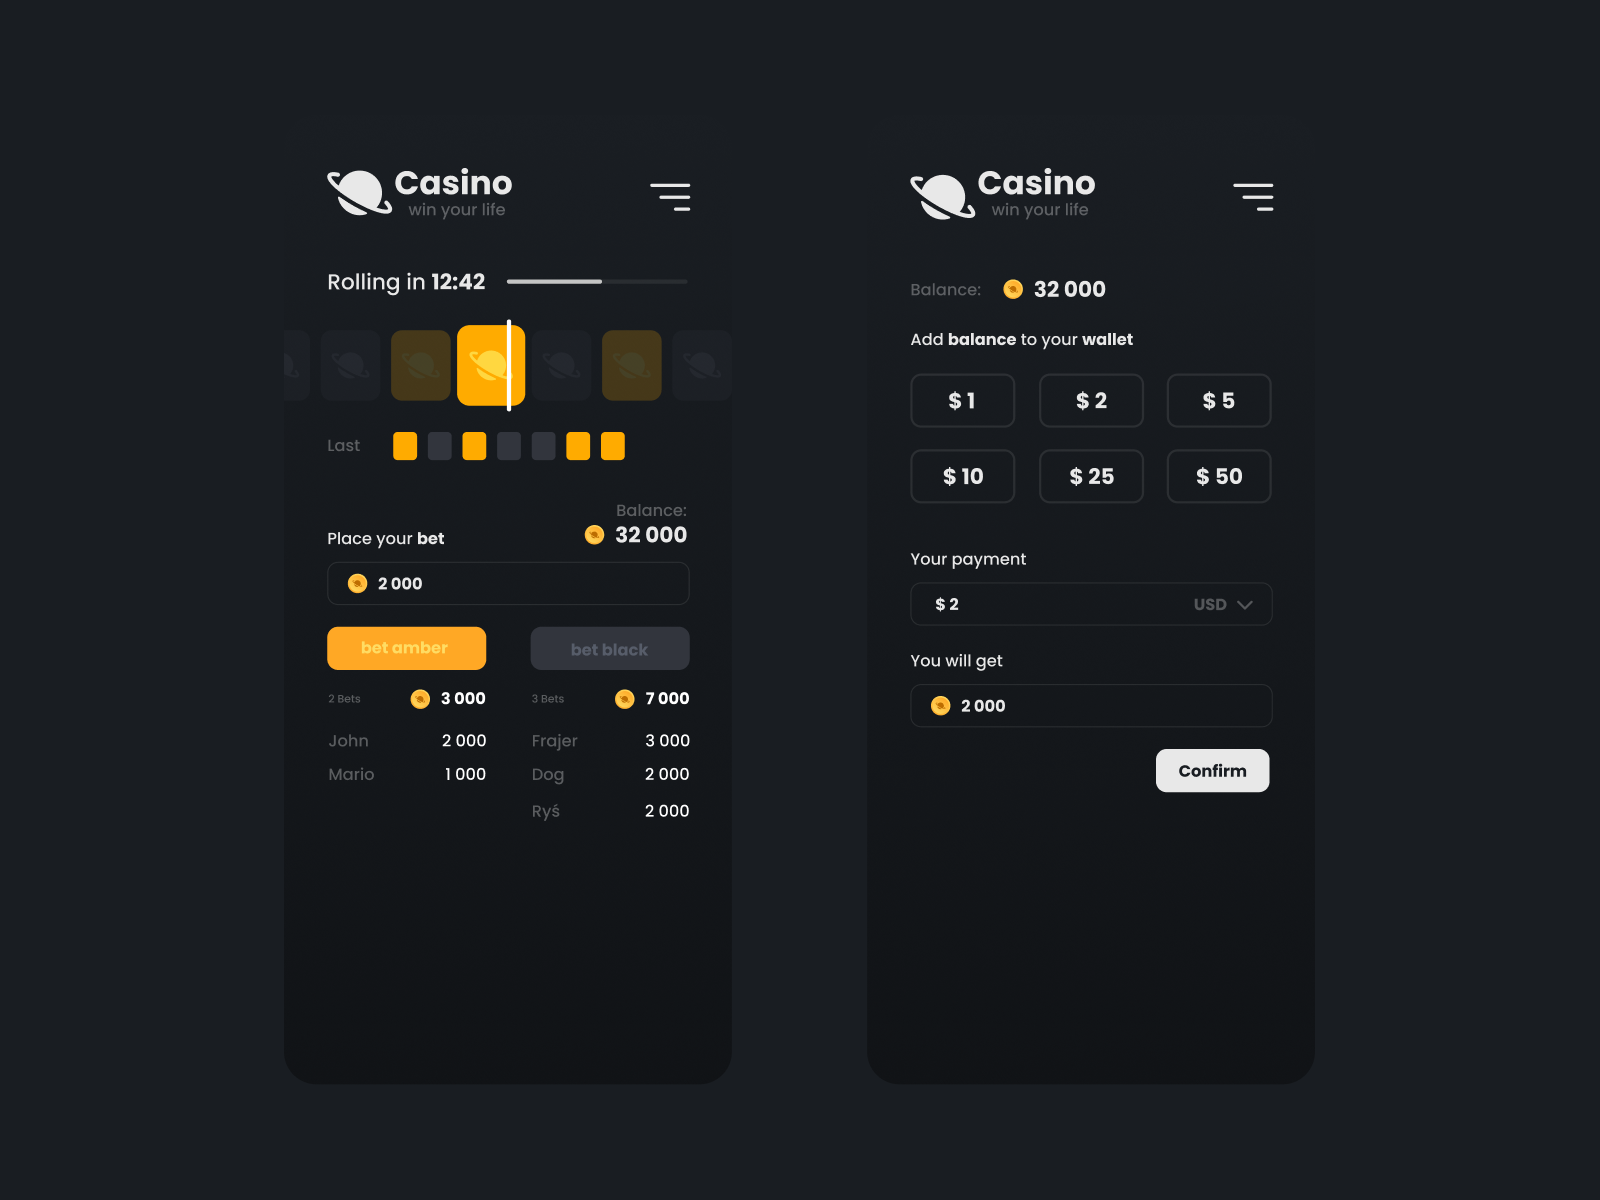 Casino
win your life
Rolling in 12:42
Last
Balance:
32 000
Place your bet
2 000
bet amber
bet black
2 Bets 3 000
3 Bets 7 000
John 2 000
Frajer 3 000
Mario 1 000
Dog 2 000
Ryś 2 000
Casino
win your life
Balance: 32 000
Add balance to your wallet
$ 1 $ 2 $ 5
$ 10 $ 25 $ 50
Your payment
$ 2 USD
You will get
2 000
Confirm